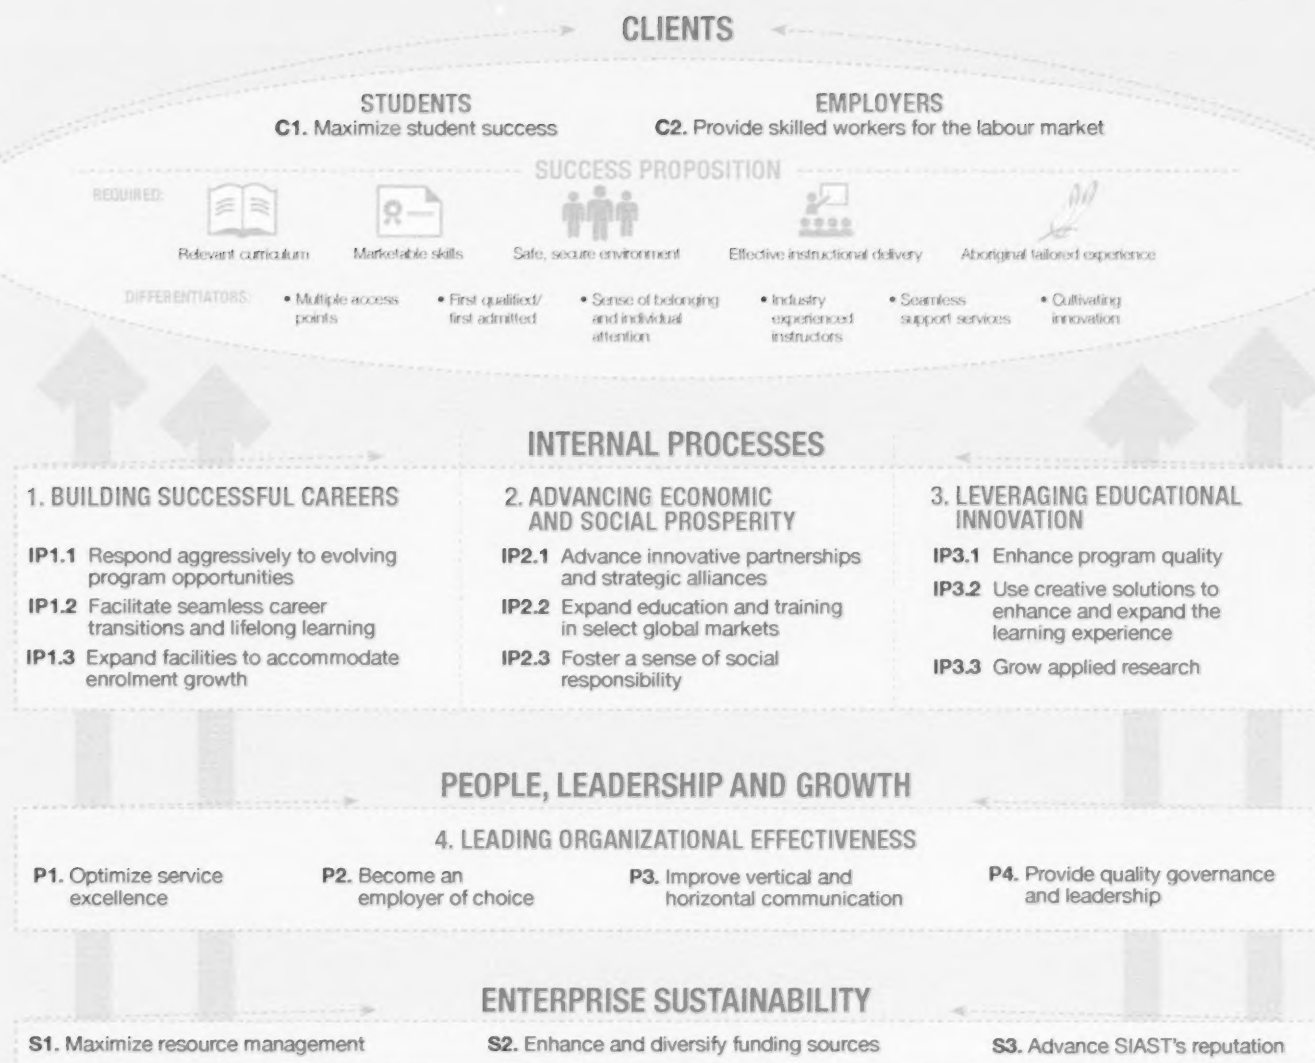 CLIENTS
STUDENTS
C1. Maximize student success
EMPLOYERS
C2. Provide skilled workers for the labour market
SUCCESS PROPOSITION
REQUIRED:
Relevant curriculum
Marketable skills
Safe, secure environment
Effective instructional delivery
Aboriginal tailored experience
DIFFERENTIATORS:
• Multiple access
points
• First qualified/
first admitted
• Sense of belonging
and individual
attention
• Industry
experienced
instructors
• Seamless
support services
• Cultivating
innovation
INTERNAL PROCESSES
1. BUILDING SUCCESSFUL CAREERS
IP1.1 Respond aggressively to evolving
program opportunities
IP1.2 Facilitate seamless career
transitions and lifelong learning
IP1.3 Expand facilities to accommodate
enrolment growth
2. ADVANCING ECONOMIC
AND SOCIAL PROSPERITY
IP2.1 Advance innovative partnerships
and strategic alliances
IP2.2 Expand education and training
in select global markets
IP2.3 Foster a sense of social
responsibility
3. LEVERAGING EDUCATIONAL
INNOVATION
IP3.1 Enhance program quality
IP3.2 Use creative solutions to
enhance and expand the
learning experience
IP3.3 Grow applied research
PEOPLE, LEADERSHIP AND GROWTH
4. LEADING ORGANIZATIONAL EFFECTIVENESS
P1. Optimize service
excellence
P2. Become an
employer of choice
P3. Improve vertical and
horizontal communication
P4. Provide quality governance
and leadership
ENTERPRISE SUSTAINABILITY
S1. Maximize resource management
S2. Enhance and diversify funding sources
S3. Advance SIAST's reputation